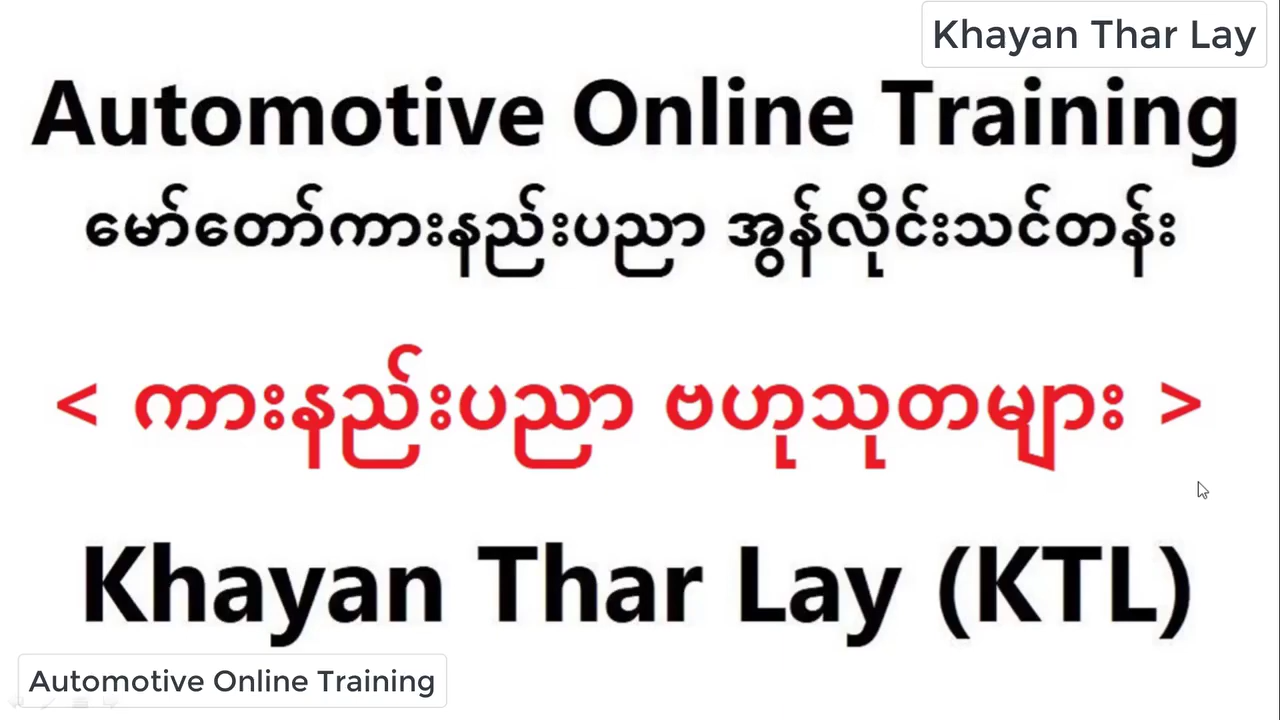 Khayan Thar Lay
Automotive Online Training
မော်တော်ကားနည်းပညာ အွန်လိုင်းသင်တန်း
< ကားနည်းပညာ ဗဟုသုတများ >
Khayan Thar Lay (KTL)
Automotive Online Training